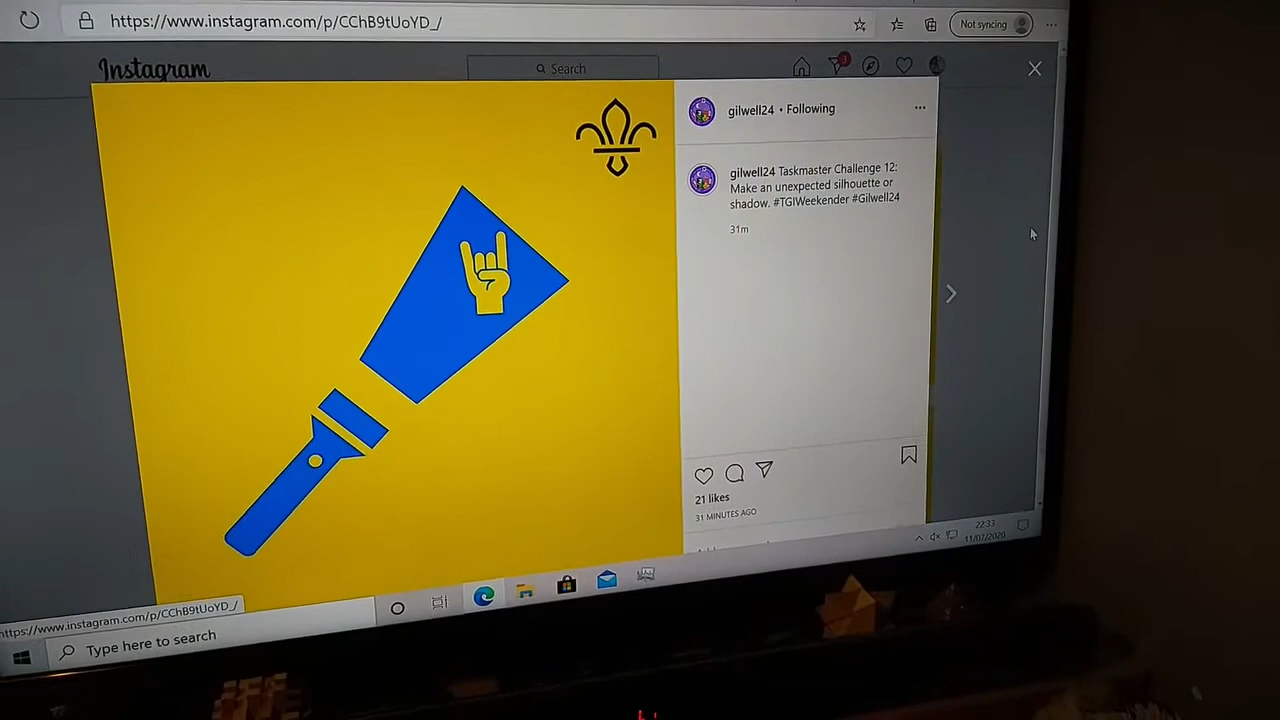 https://www.instagram.com/p/CChB9tUoYD_/
Not syncing
Instagram
Search
3
gilwell24 • Following
gilwell24 Taskmaster Challenge 12:
Make an unexpected silhouette or
shadow. #TGIWeekender #Gilwell24
31m
21 likes
31 MINUTES AGO
22:33
11/07/2020
https://www.instagram.com/p/CChB9tUoYD_/
Type here to search